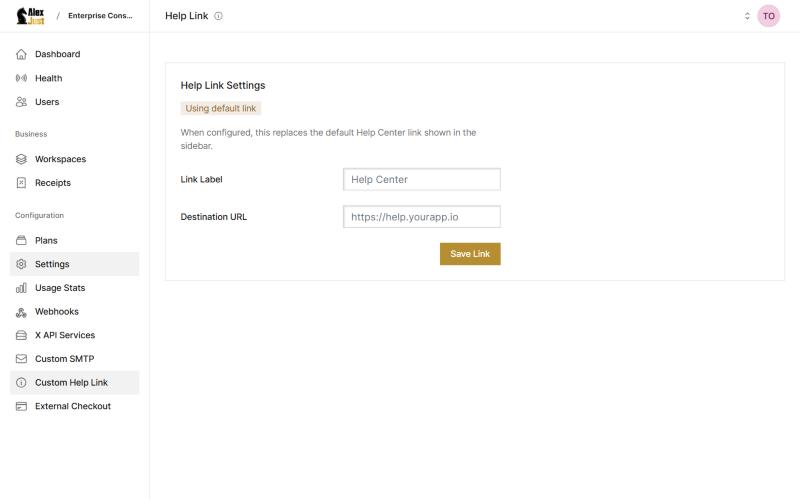 Alex
Just
/ Enterprise Cons...
Help Link
TO
Dashboard
Health
Users
Business
Workspaces
Receipts
Configuration
Plans
Settings
Usage Stats
Webhooks
X API Services
Custom SMTP
Custom Help Link
External Checkout
Help Link Settings
Using default link
When configured, this replaces the default Help Center link shown in the
sidebar.
Link Label
Help Center
Destination URL
https://help.yourapp.io
Save Link